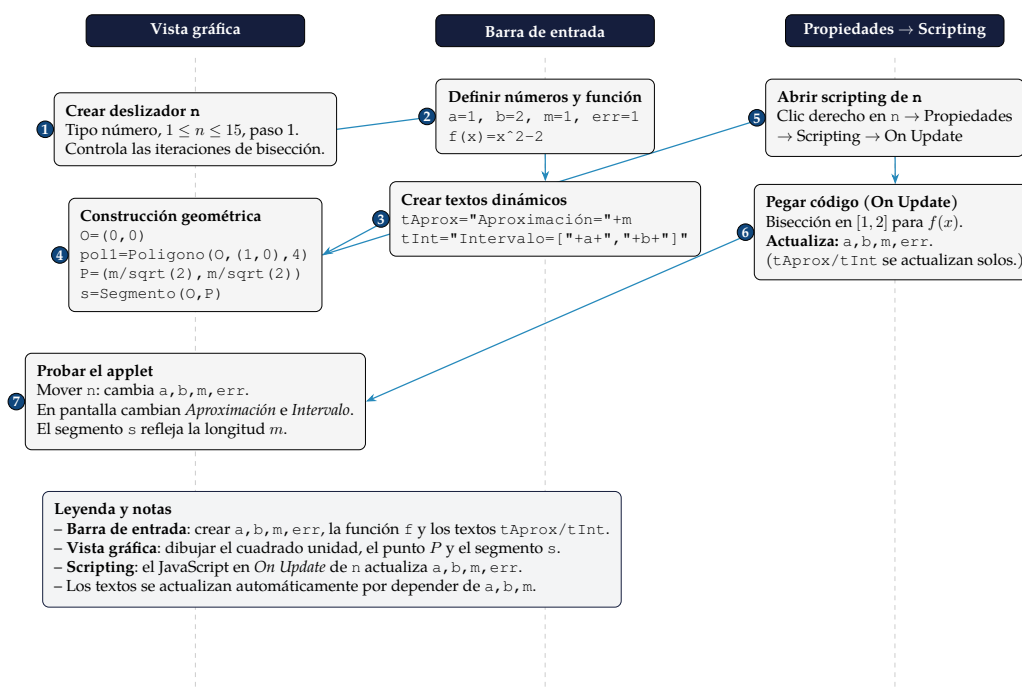 Vista gráfica
Barra de entrada
Propiedades → Scripting
1
Crear deslizador n
Tipo número, 1 ≤ n ≤ 15, paso 1.
Controla las iteraciones de bisección.
2
Definir números y función
a=1, b=2, m=1, err=1
f(x)=x^2-2
5
Abrir scripting de n
Clic derecho en n → Propiedades
→ Scripting → On Update
3
Crear textos dinámicos
tAprox="Aproximación="+m
tInt="Intervalo=["+a+","+b+"]"
4
Construcción geométrica
O=(0,0)
pol1=Poligono(O,(1,0),4)
P=(m/sqrt(2),m/sqrt(2))
s=Segmento(O,P)
6
Pegar código (On Update)
Bisección en [1, 2] para f(x).
Actualiza: a,b,m,err.
(tAprox/tInt se actualizan solos.)
7
Probar el applet
Mover n: cambia a,b,m,err.
En pantalla cambian Aproximación e Intervalo.
El segmento s refleja la longitud m.
Leyenda y notas
– Barra de entrada: crear a,b,m,err, la función f y los textos tAprox/tInt.
– Vista gráfica: dibujar el cuadrado unidad, el punto P y el segmento s.
– Scripting: el JavaScript en On Update de n actualiza a,b,m,err.
– Los textos se actualizan automáticamente por depender de a,b,m.